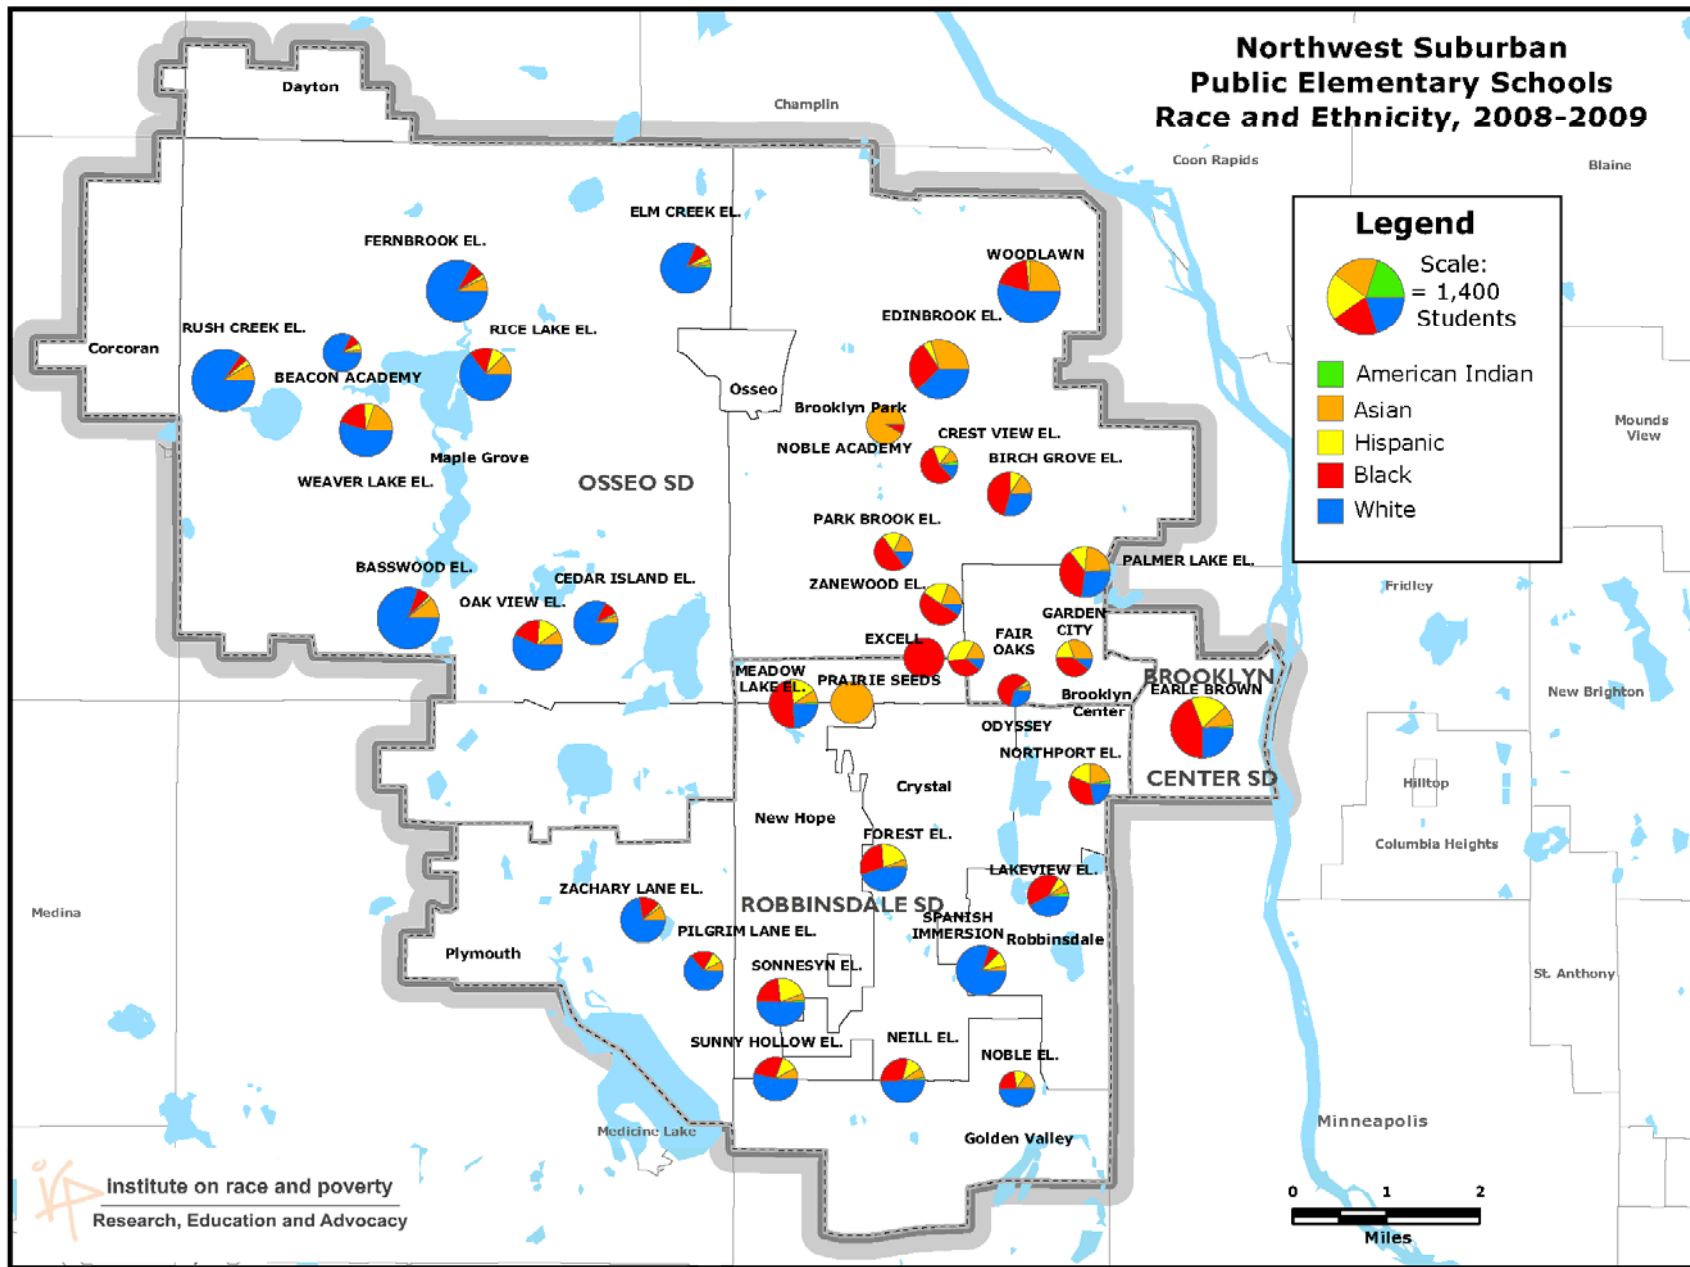 Northwest Suburban
Public Elementary Schools
Race and Ethnicity, 2008-2009
Dayton
Champlin
Coon Rapids
Blaine
Legend
Scale:
= 1,400
Students
American Indian
Asian
Hispanic
Black
White
ELM CREEK EL.
FERNBROOK EL.
WOODLAWN
EDINBROOK EL.
RUSH CREEK EL.
RICE LAKE EL.
Corcoran
BEACON ACADEMY
Osseo
Brooklyn Park
NOBLE ACADEMY
CREST VIEW EL.
BIRCH GROVE EL.
Mounds
View
Maple Grove
WEAVER LAKE EL.
OSSEO SD
PARK BROOK EL.
PALMER LAKE EL.
BASSWOOD EL.
CEDAR ISLAND EL.
ZANEWOOD EL.
Fridley
OAK VIEW EL.
GARDEN
CITY
EXCELL
FAIR
OAKS
MEADOW
LAKE EL.
PRAIRIE SEEDS
BROOKLYN
EARLE BROWN
Brooklyn
Center
New Brighton
ODYSSEY
NORTHPORT EL.
CENTER SD
Hilltop
Crystal
New Hope
FOREST EL.
Columbia Heights
LAKEVIEW EL.
ZACHARY LANE EL.
ROBBINSDALE SD
Medina
SPANISH
IMMERSION
Robbinsdale
PILGRIM LANE EL.
Plymouth
SONNESYN EL.
St. Anthony
SUNNY HOLLOW EL.
NEILL EL.
NOBLE EL.
Medicine Lake
Golden Valley
Minneapolis
irp
institute on race and poverty
Research, Education and Advocacy
0 1 2
Miles